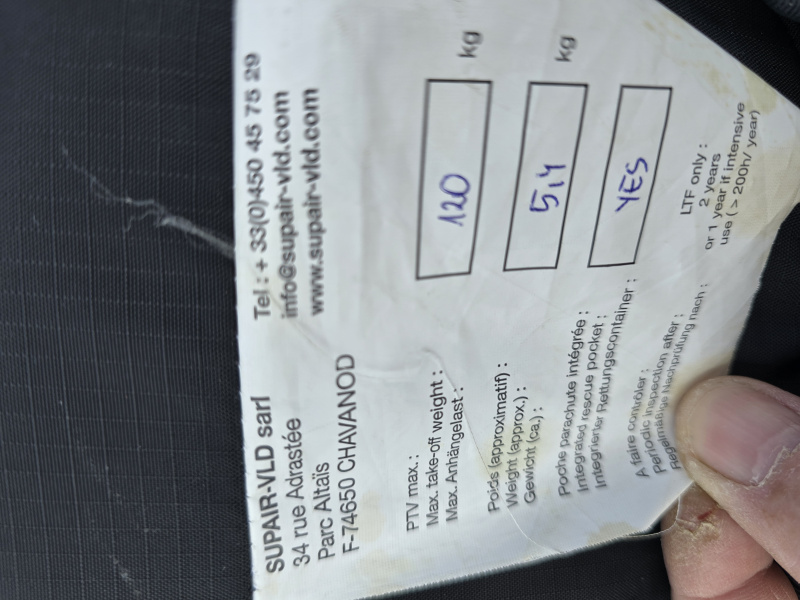 SUPAIR-VLD sarl
34 rue Adrastée
Parc Altaïs
F-74650 CHAVANOD
Tel : + 33(0)450 45 75 29
info@supair-vld.com
www.supair-vld.com
PTV max. :
Max. take-off weight :
Max. Anhängelast :
120 kg
Poids (approximatif) :
Weight (approx.) :
Gewicht (ca.) :
5,4 kg
Poche parachute intégrée :
Integrated rescue pocket :
Integrierter Rettungscontainer :
YES
A faire contrôler :
Periodic Inspection after :
Regelmäßige Nachprüfung nach :
LTF only :
2 years
or 1 year if intensive
use ( > 200h/ year)